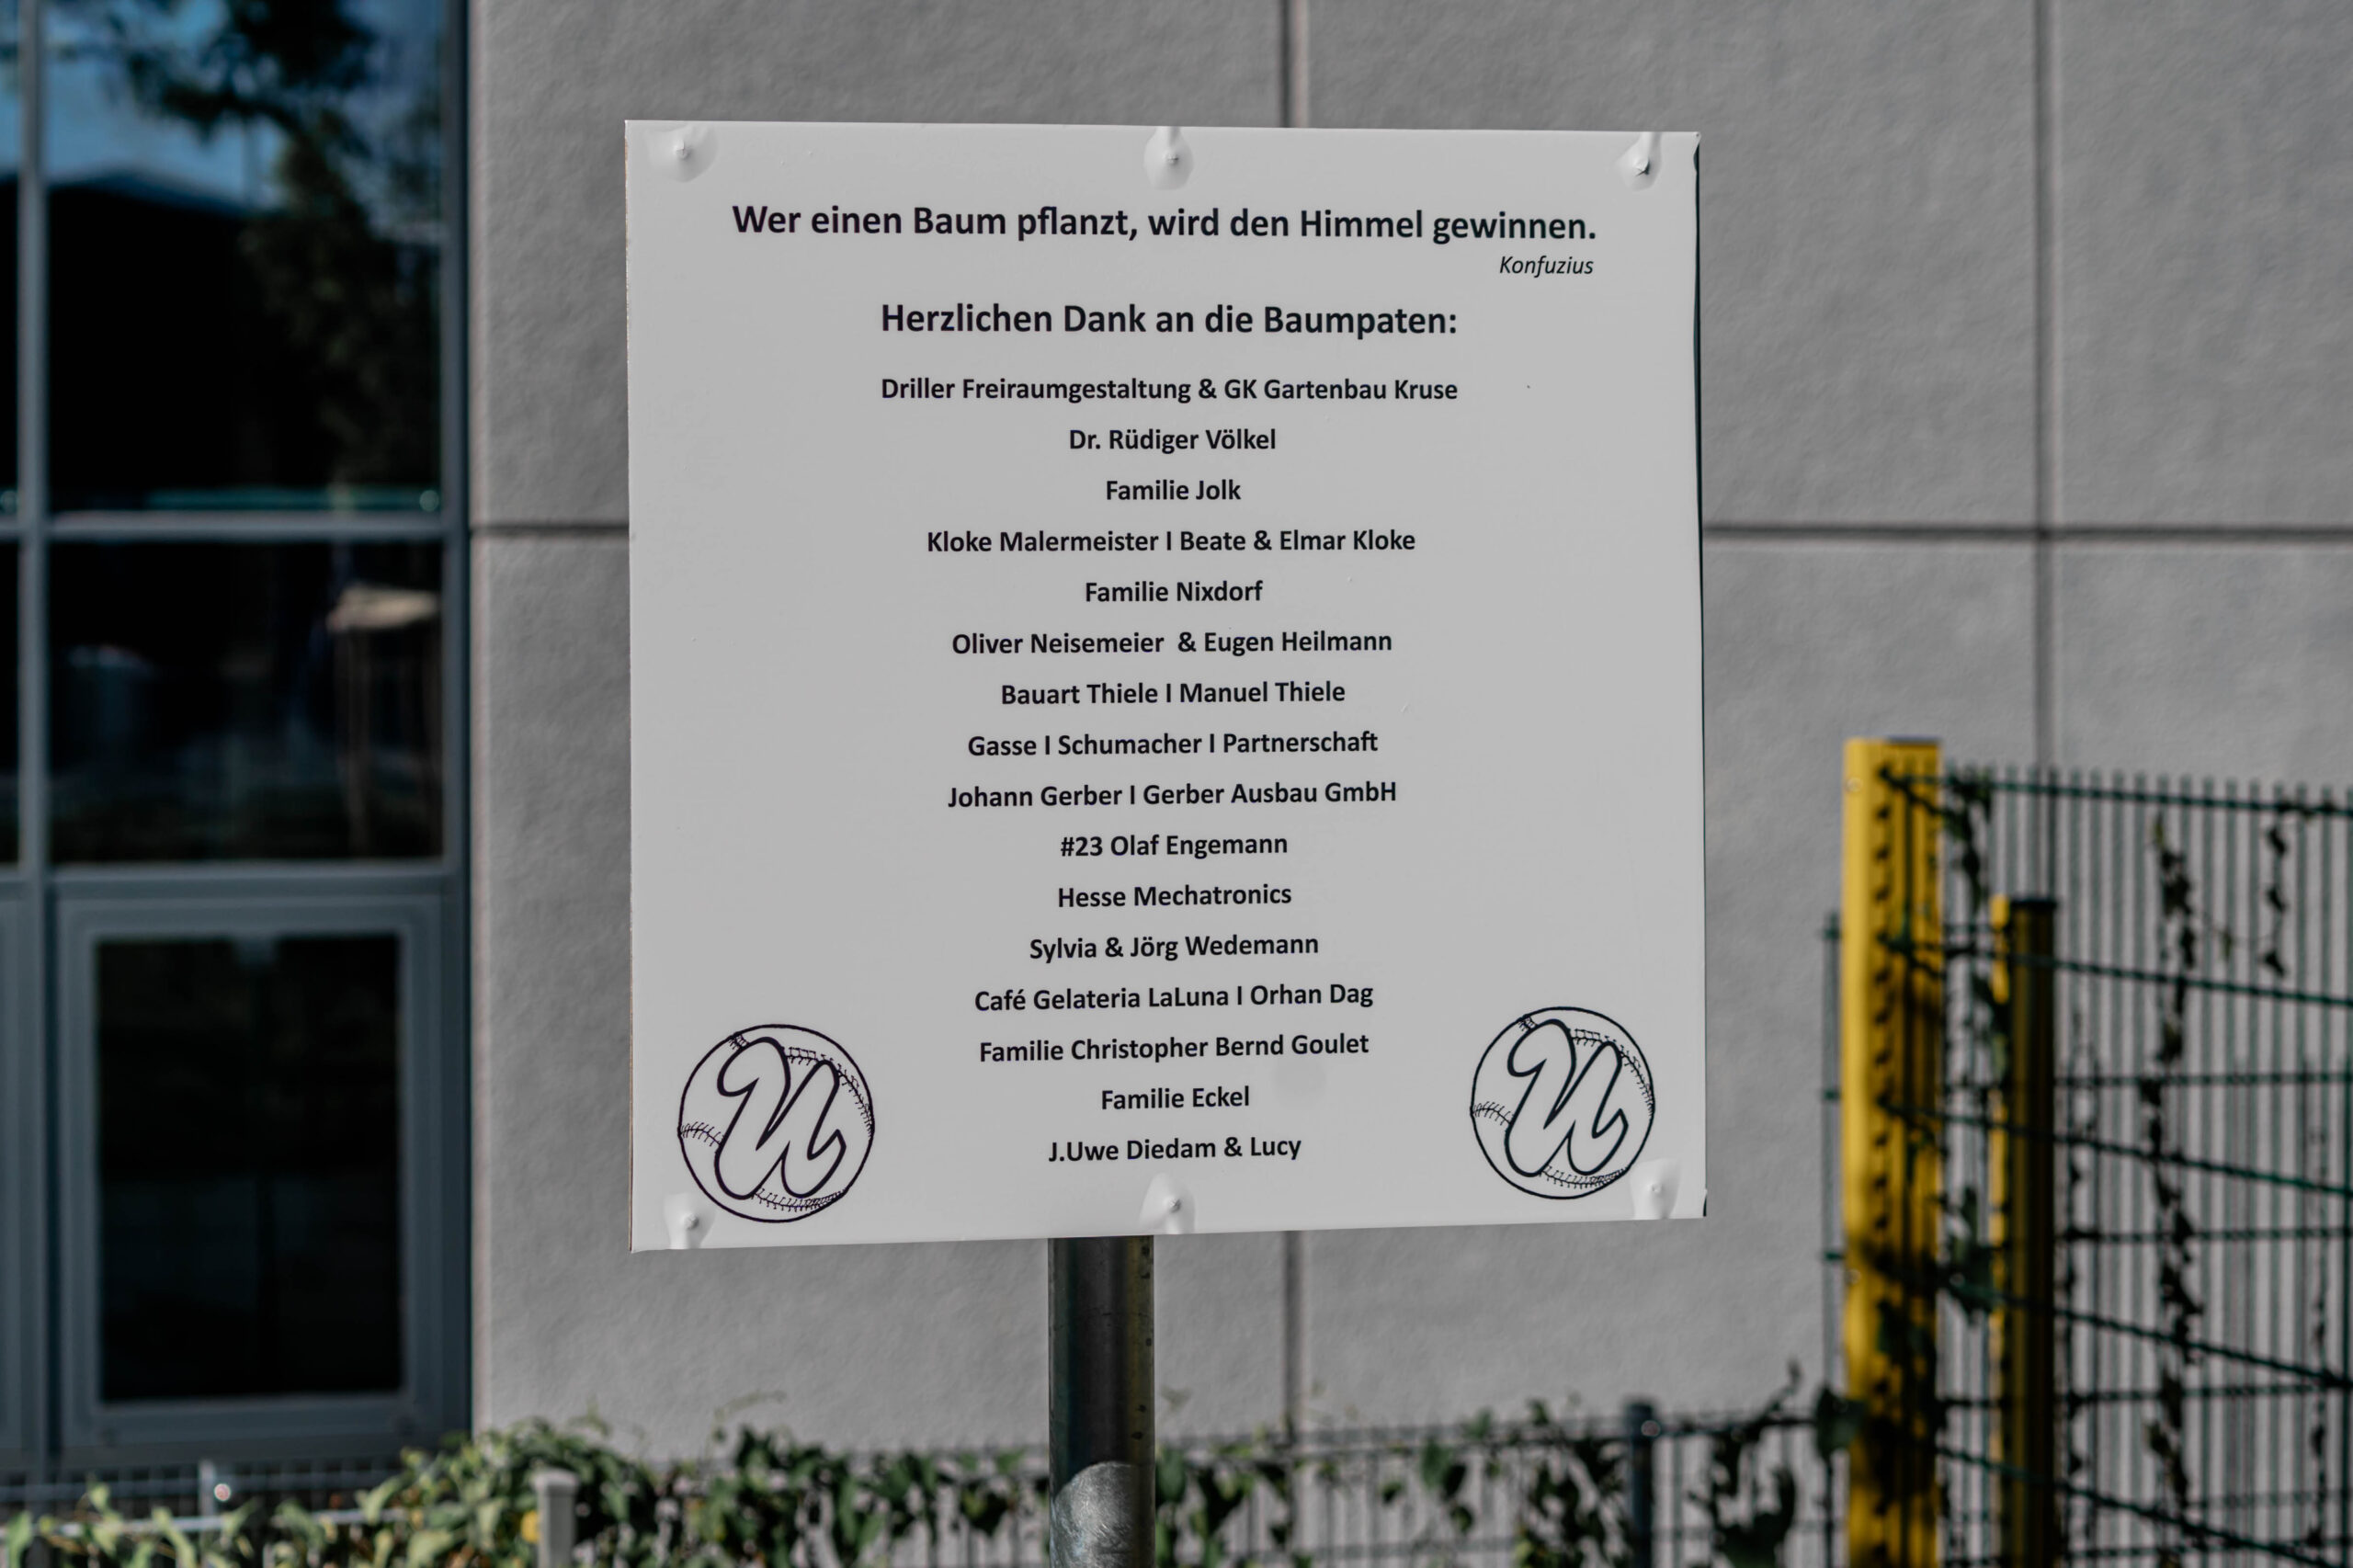 Wer einen Baum pflanzt, wird den Himmel gewinnen.
Konfuzius
Herzlichen Dank an die Baumpaten:
Driller Freiraumgestaltung & GK Gartenbau Kruse
Dr. Rüdiger Völkel
Familie Jolk
Kloke Malermeister I Beate & Elmar Kloke
Familie Nixdorf
Oliver Neisemeier  & Eugen Heilmann
Bauart Thiele I Manuel Thiele
Gasse I Schumacher I Partnerschaft
Johann Gerber I Gerber Ausbau GmbH
#23 Olaf Engemann
Hesse Mechatronics
Sylvia & Jörg Wedemann
Café Gelateria LaLuna I Orhan Dag
Familie Christopher Bernd Goulet
Familie Eckel
J.Uwe Diedam & Lucy
U
U